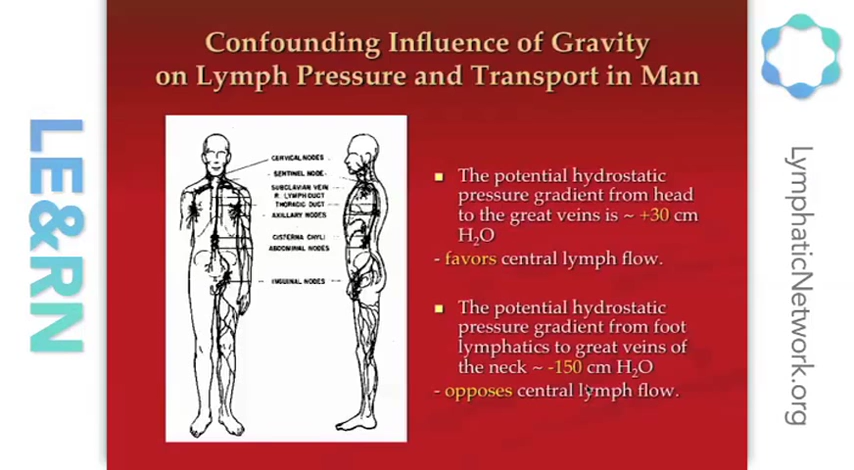 Confounding Influence of Gravity
on Lymph Pressure and Transport in Man
LE&RN
CERVICAL NODES
SENTINEL NODE
SUBCLAVIAN VEIN
R. LYMPH DUCT
THORACIC DUCT
AXILLARY NODES
CISTERNA CHYLI
ABDOMINAL NODES
INGUINAL NODES
▪ The potential hydrostatic
pressure gradient from head
to the great veins is ~ +30 cm
H₂O
- favors central lymph flow.
▪ The potential hydrostatic
pressure gradient from foot
lymphatics to great veins of
the neck ~ -150 cm H₂O
- opposes central lymph flow.
LymphaticNetwork.org